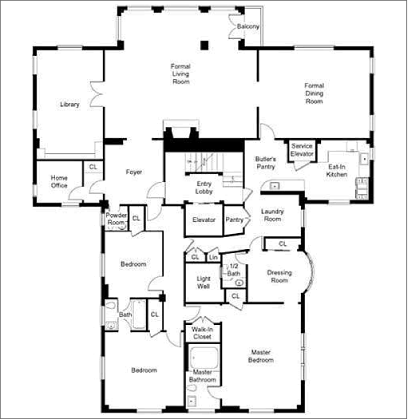 Balcony
Formal
Living
Room
Library
Formal
Dining
Room
Service
Elevator
Butler's
Pantry
Eat-In
Kitchen
CL
Home
Office
Foyer
Entry
Lobby
Powder
Room
CL
Elevator
Pantry
Laundry
Room
CL
Bedroom
CL
Lin
1/2
Bath
Light
Well
Dressing
Room
CL
Bath
CL
Walk-In
Closet
Master
Bedroom
Bedroom
Master
Bathroom